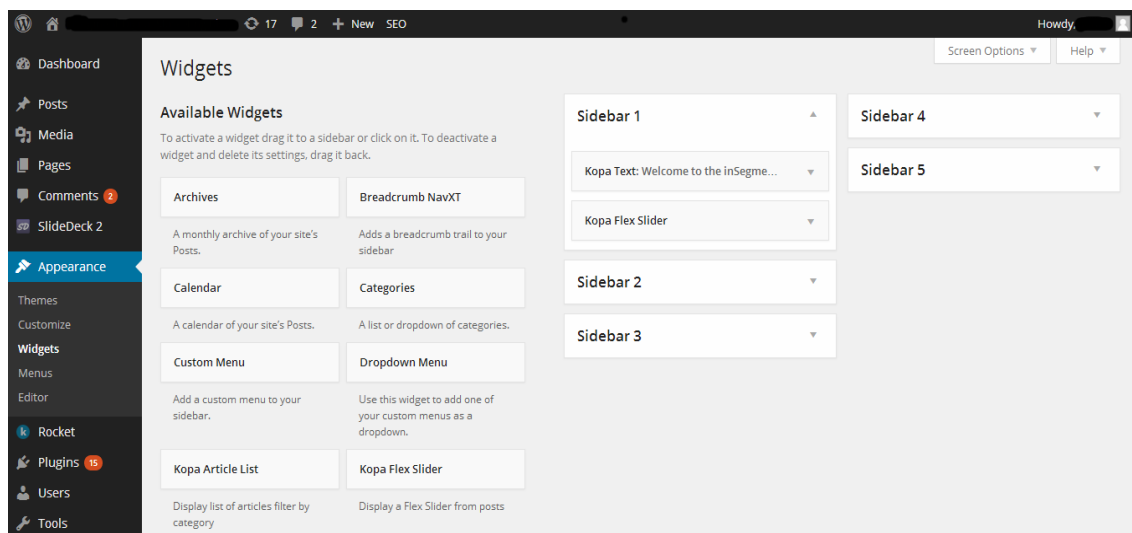 17 2 New SEO Howdy,
Dashboard
Posts
Media
Pages
Comments 2
SlideDeck 2
Appearance
Themes
Customize
Widgets
Menus
Editor
Rocket
Plugins 15
Users
Tools
Screen Options Help
Widgets
Available Widgets
To activate a widget drag it to a sidebar or click on it. To deactivate a
widget and delete its settings, drag it back.
Archives
A monthly archive of your site's
Posts.
Breadcrumb NavXT
Adds a breadcrumb trail to your
sidebar
Calendar
A calendar of your site's Posts.
Categories
A list or dropdown of categories.
Custom Menu
Add a custom menu to your
sidebar.
Dropdown Menu
Use this widget to add one of
your custom menus as a
dropdown.
Kopa Article List
Display list of articles filter by
category
Kopa Flex Slider
Display a Flex Slider from posts
Sidebar 1
Kopa Text: Welcome to the inSegme...
Kopa Flex Slider
Sidebar 2
Sidebar 3
Sidebar 4
Sidebar 5